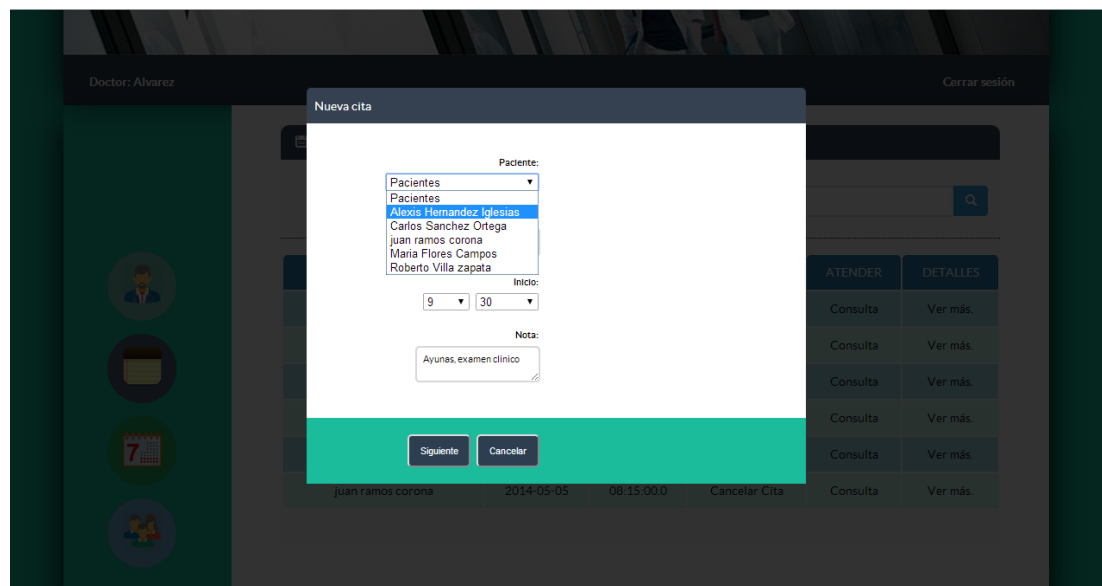 Doctor: Alvarez
Cerrar sesión
Nueva cita
Paciente:
Pacientes
Pacientes
Alexis Hernandez Iglesias
Carlos Sanchez Ortega
juan ramos corona
Maria Flores Campos
Roberto Villa zapata
Inicio:
9 30
Nota:
Ayunas, examen clinico
Siguiente Cancelar
ATENDER DETALLES
Consulta Ver más.
Consulta Ver más.
Consulta Ver más.
Consulta Ver más.
Consulta Ver más.
juan ramos corona 2014-05-05 08:15:00.0 Cancelar Cita Consulta Ver más.
7